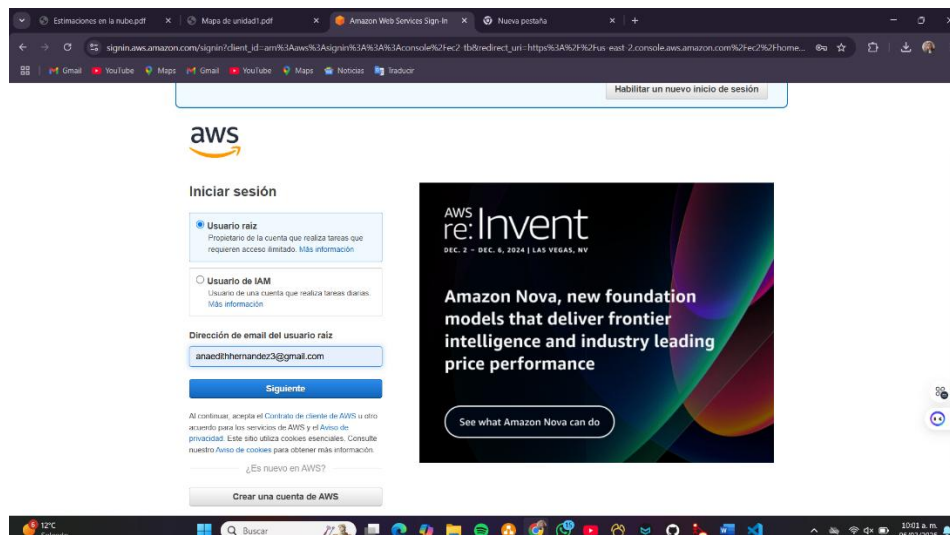 Estimaciones en la nube.pdf
Mapa de unidad1.pdf
Amazon Web Services Sign-In
Nueva pestaña
signin.aws.amazon.com/signin?client_id=arn%3Aaws%3Asignin%3A%3A%3Aconsole%2Fec2-tb&redirect_uri=https%3A%2F%2Fus-east-2.console.aws.amazon.com%2Fec2%2Fhome...
Gmail YouTube Maps Gmail YouTube Maps Noticias Traducir
Habilitar un nuevo inicio de sesión
aws
Iniciar sesión
Usuario raíz
Propietario de la cuenta que realiza tareas que
requieren acceso ilimitado. Más información
Usuario de IAM
Usuario de una cuenta que realiza tareas diarias.
Más información
Dirección de email del usuario raíz
anaedithhernandez3@gmail.com
Siguiente
Al continuar, acepta el Contrato de cliente de AWS u otro
acuerdo para los servicios de AWS y el Aviso de
privacidad. Este sitio utiliza cookies esenciales. Consulte
nuestro Aviso de cookies para obtener más información.
¿Es nuevo en AWS?
Crear una cuenta de AWS
AWS
re:Invent
DEC. 2 – DEC. 6, 2024 | LAS VEGAS, NV
Amazon Nova, new foundation
models that deliver frontier
intelligence and industry leading
price performance
See what Amazon Nova can do
12°C
Soleado
Buscar
10:01 a. m.